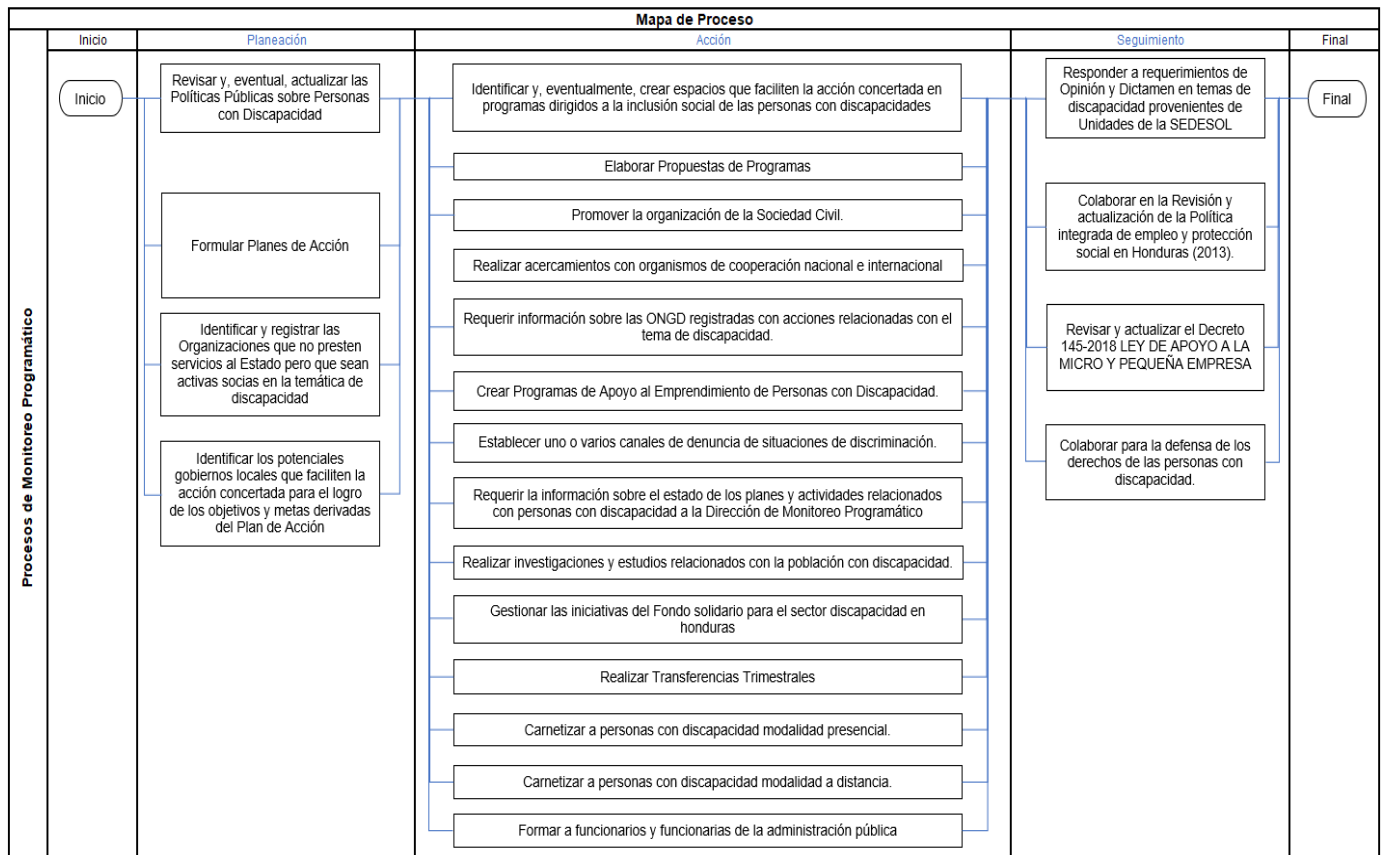 Mapa de Proceso
Inicio
Planeación
Acción
Seguimiento
Final
Procesos de Monitoreo Programático
Inicio
Revisar y, eventual, actualizar las
Políticas Públicas sobre Personas
con Discapacidad
Formular Planes de Acción
Identificar y registrar las
Organizaciones que no presten
servicios al Estado pero que sean
activas socias en la temática de
discapacidad
Identificar los potenciales
gobiernos locales que faciliten la
acción concertada para el logro
de los objetivos y metas derivadas
del Plan de Acción
Identificar y, eventualmente, crear espacios que faciliten la acción concertada en
programas dirigidos a la inclusión social de las personas con discapacidades
Elaborar Propuestas de Programas
Promover la organización de la Sociedad Civil.
Realizar acercamientos con organismos de cooperación nacional e internacional
Requerir información sobre las ONGD registradas con acciones relacionadas con el
tema de discapacidad.
Crear Programas de Apoyo al Emprendimiento de Personas con Discapacidad.
Establecer uno o varios canales de denuncia de situaciones de discriminación.
Requerir la información sobre el estado de los planes y actividades relacionados
con personas con discapacidad a la Dirección de Monitoreo Programático
Realizar investigaciones y estudios relacionados con la población con discapacidad.
Gestionar las iniciativas del Fondo solidario para el sector discapacidad en
honduras
Realizar Transferencias Trimestrales
Carnetizar a personas con discapacidad modalidad presencial.
Carnetizar a personas con discapacidad modalidad a distancia.
Formar a funcionarios y funcionarias de la administración pública
Responder a requerimientos de
Opinión y Dictamen en temas de
discapacidad provenientes de
Unidades de la SEDESOL
Colaborar en la Revisión y
actualización de la Política
integrada de empleo y protección
social en Honduras (2013).
Revisar y actualizar el Decreto
145-2018 LEY DE APOYO A LA
MICRO Y PEQUEÑA EMPRESA
Colaborar para la defensa de los
derechos de las personas con
discapacidad.
Final